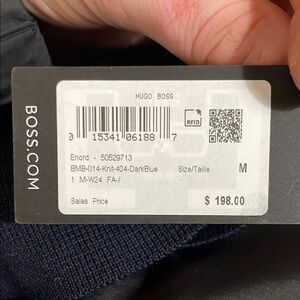 BOSS.COM
HUGO BOSS
RFID
0 15341 06188 7
Enord - 50529713
BMB-014-Knit-404-DarkBlue Size/Taille M
1 M-W24 FA-/
Sales Price $ 198.00